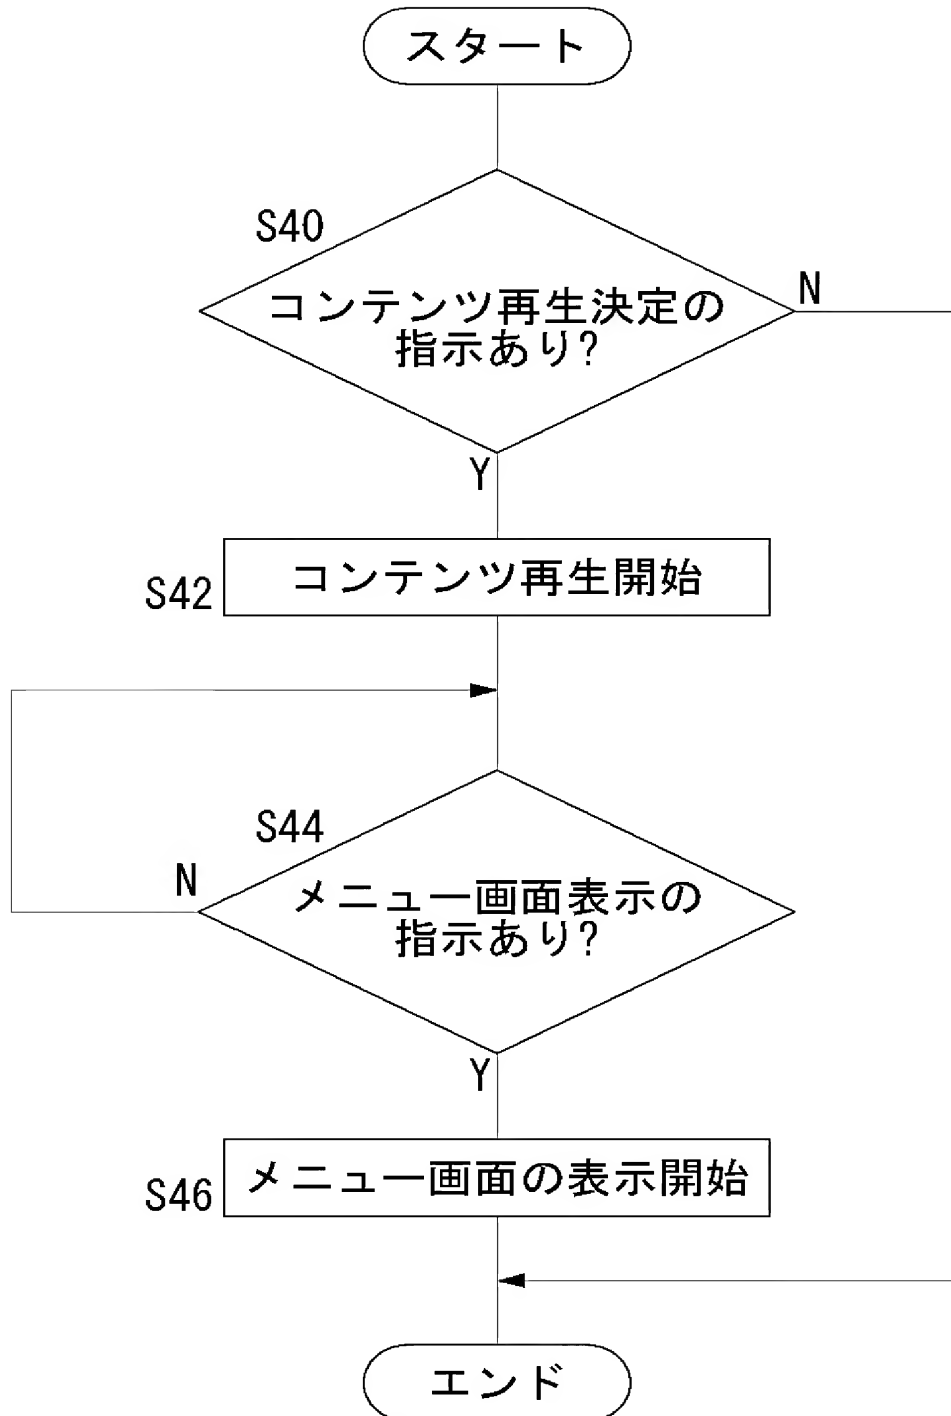 スタート
S40
コンテンツ再生決定の
指示あり?
N
Y
S42
コンテンツ再生開始
S44
N
メニュー画面表示の
指示あり?
Y
S46
メニュー画面の表示開始
エンド